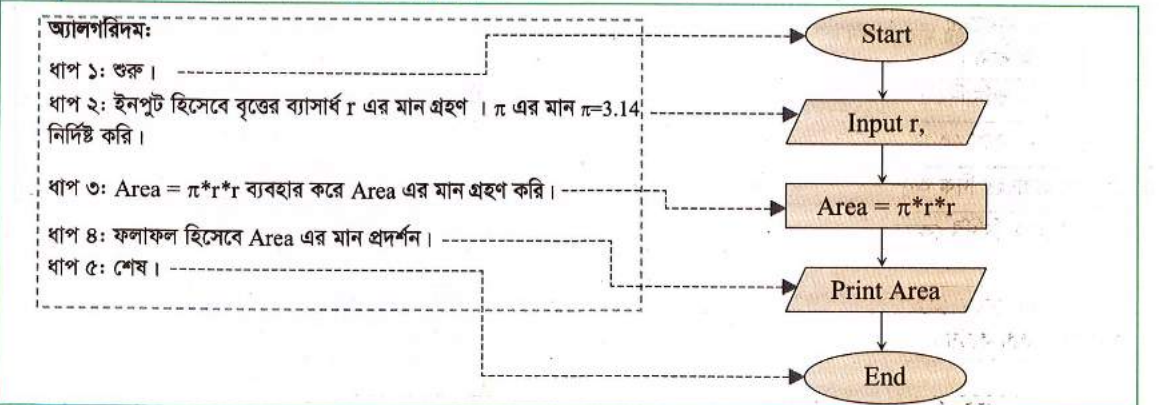 অ্যালগরিদমঃ
ধাপ ১ঃ শুরু।
ধাপ ২ঃ ইনপুট হিসেবে বৃত্তের ব্যাসার্ধ r এর মান গ্রহণ । π এর মান π=3.14
নির্দিষ্ট করি।
ধাপ ৩ঃ Area = π*r*r ব্যবহার করে Area এর মান গ্রহণ করি।
ধাপ ৪ঃ ফলাফল হিসেবে Area এর মান প্রদর্শন।
ধাপ ৫ঃ শেষ।
Start
Input r,
Area = π*r*r
Print Area
End